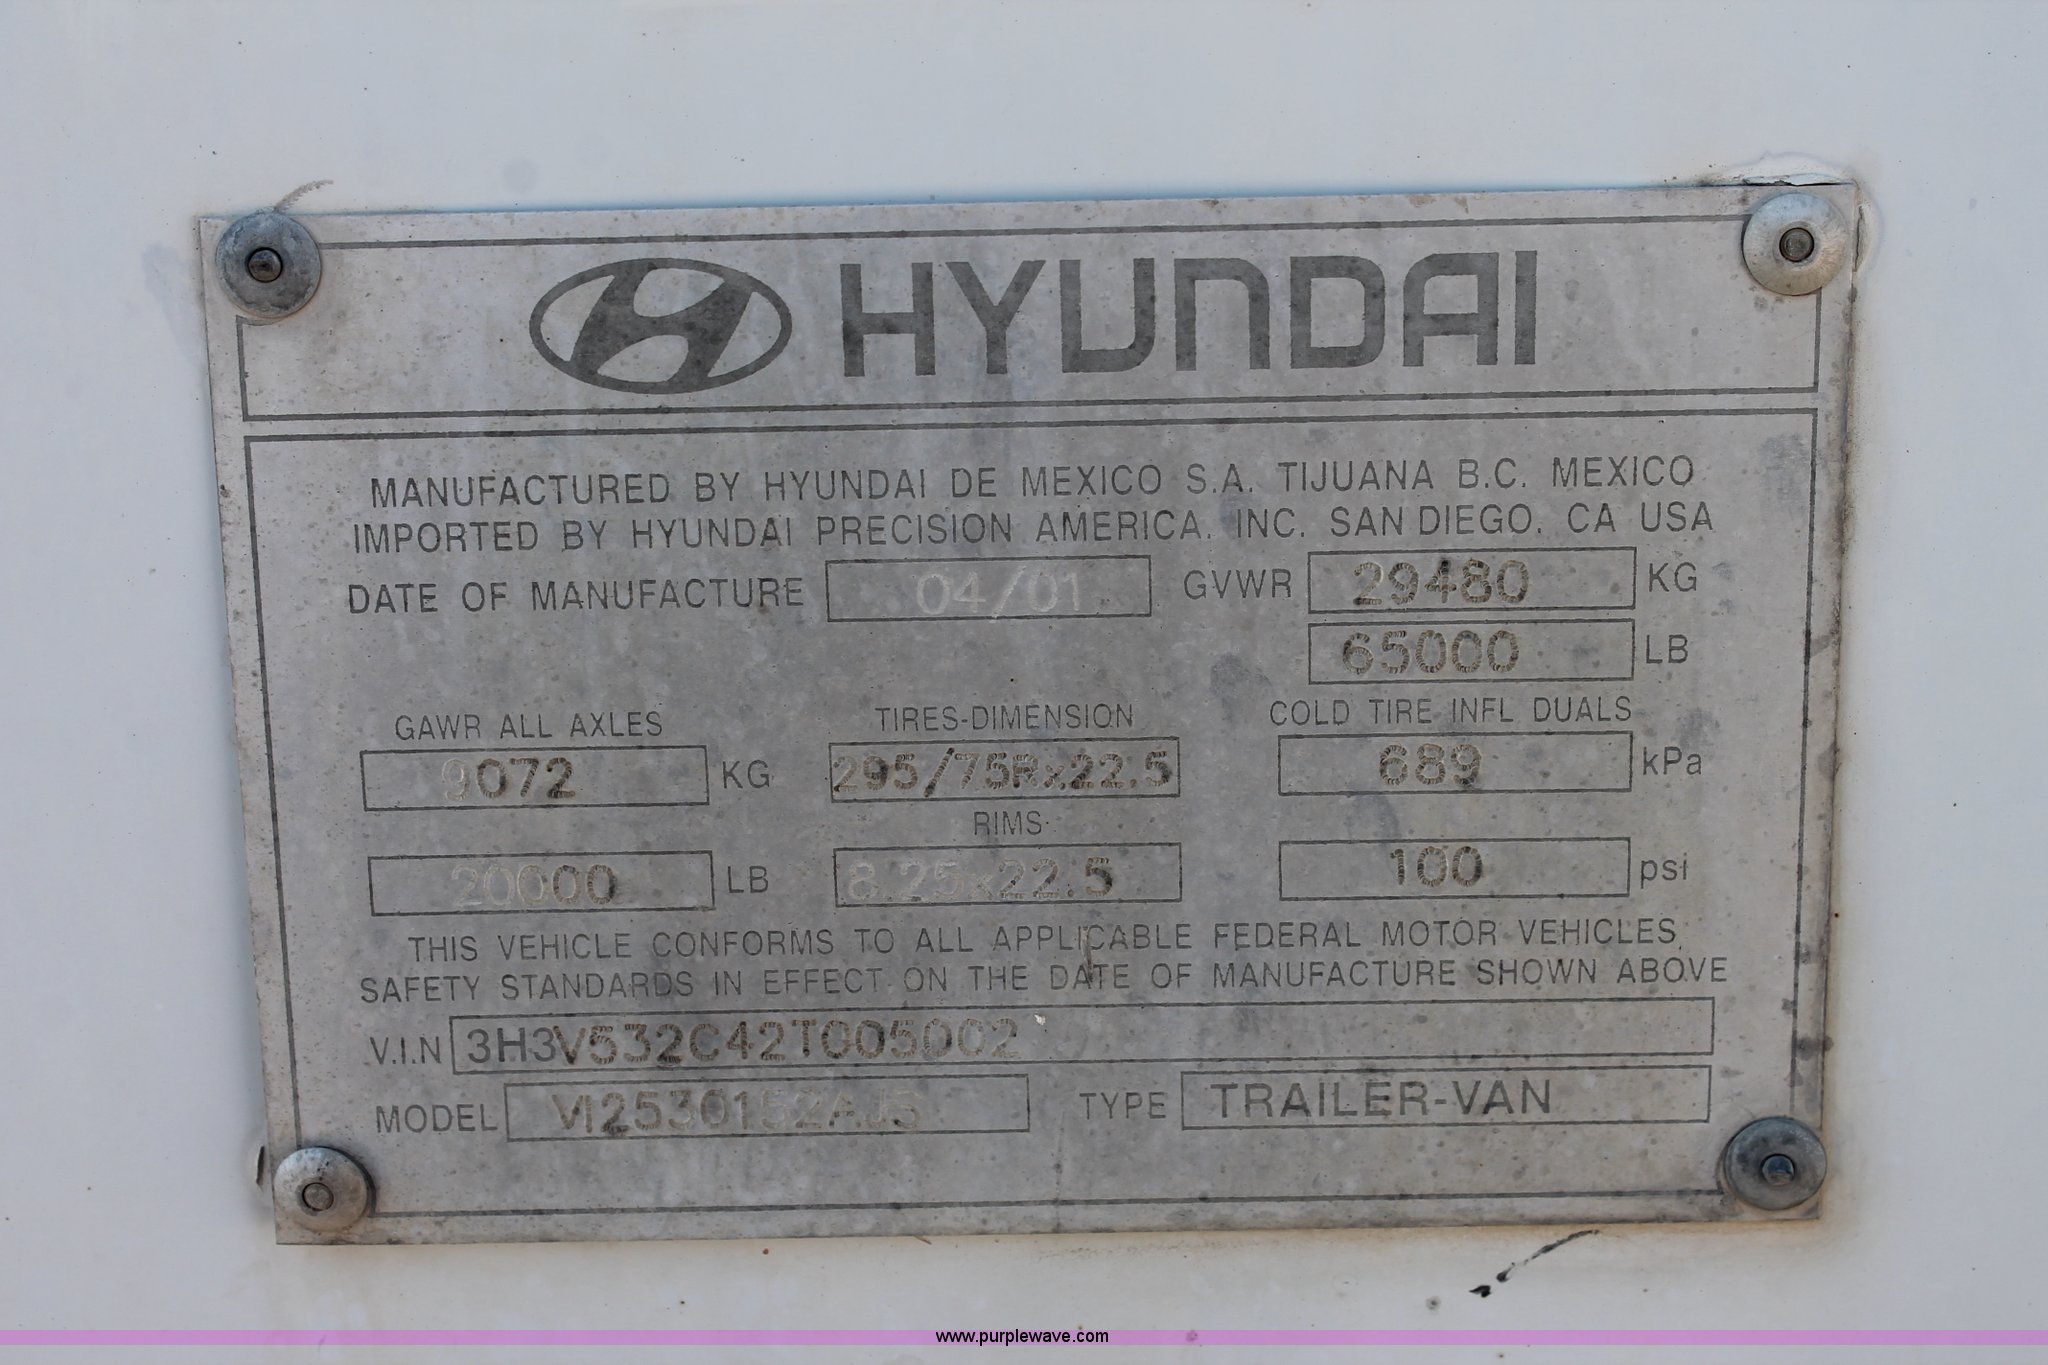 HYUNDAI
MANUFACTURED BY HYUNDAI DE MEXICO S.A. TIJUANA B.C. MEXICO
IMPORTED BY HYUNDAI PRECISION AMERICA. INC. SAN DIEGO. CA USA
DATE OF MANUFACTURE 04/01 GVWR 29480 KG
65000 LB
GAWR ALL AXLES TIRES-DIMENSION COLD TIRE INFL DUALS
9072 KG 295/75Rx22.5 689 kPa
RIMS
20000 LB 8.25x22.5 100 psi
THIS VEHICLE CONFORMS TO ALL APPLICABLE FEDERAL MOTOR VEHICLES
SAFETY STANDARDS IN EFFECT ON THE DATE OF MANUFACTURE SHOWN ABOVE
V.I.N 3H3V532C42T005002
MODEL VI2530152AJS TYPE TRAILER-VAN
www.purplewave.com